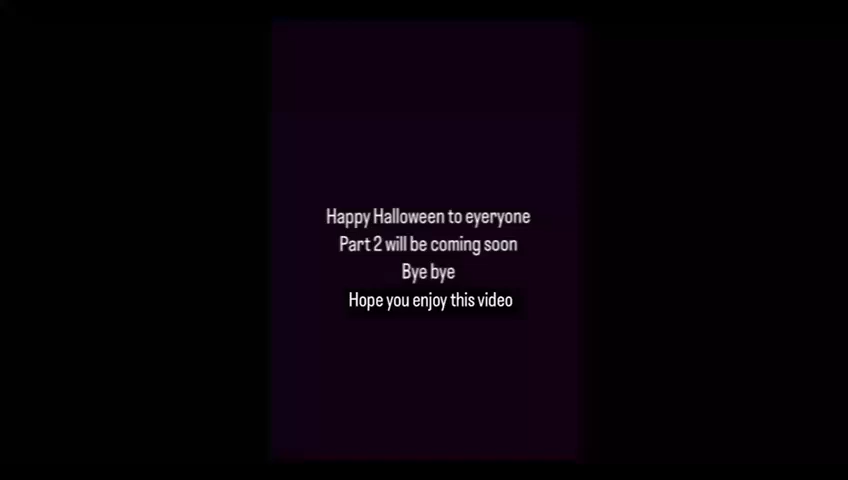 Happy Halloween to eyeryone
Part 2 will be coming soon
Bye bye
Hope you enjoy this video